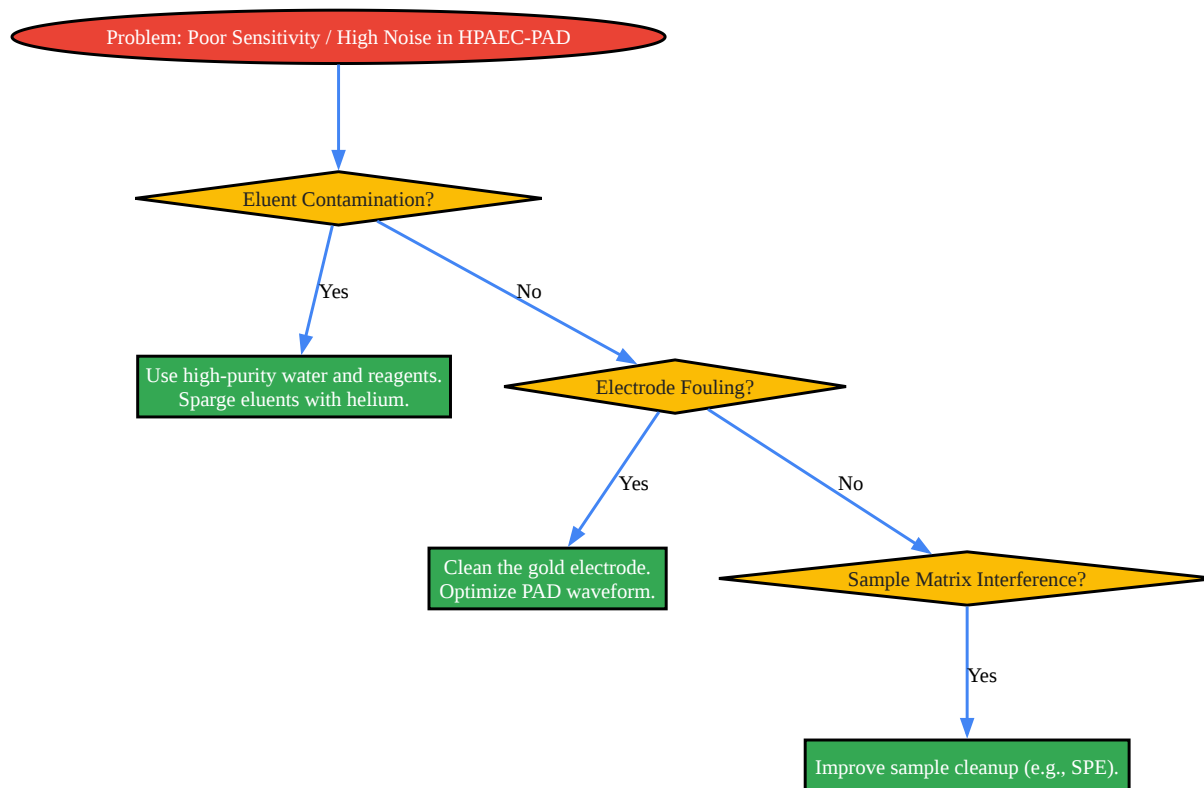 Problem: Poor Sensitivity / High Noise in HPAEC-PAD
Eluent Contamination?
Yes
No
Use high-purity water and reagents.
Sparge eluents with helium.
Electrode Fouling?
Yes
No
Clean the gold electrode.
Optimize PAD waveform.
Sample Matrix Interference?
Yes
Improve sample cleanup (e.g., SPE).